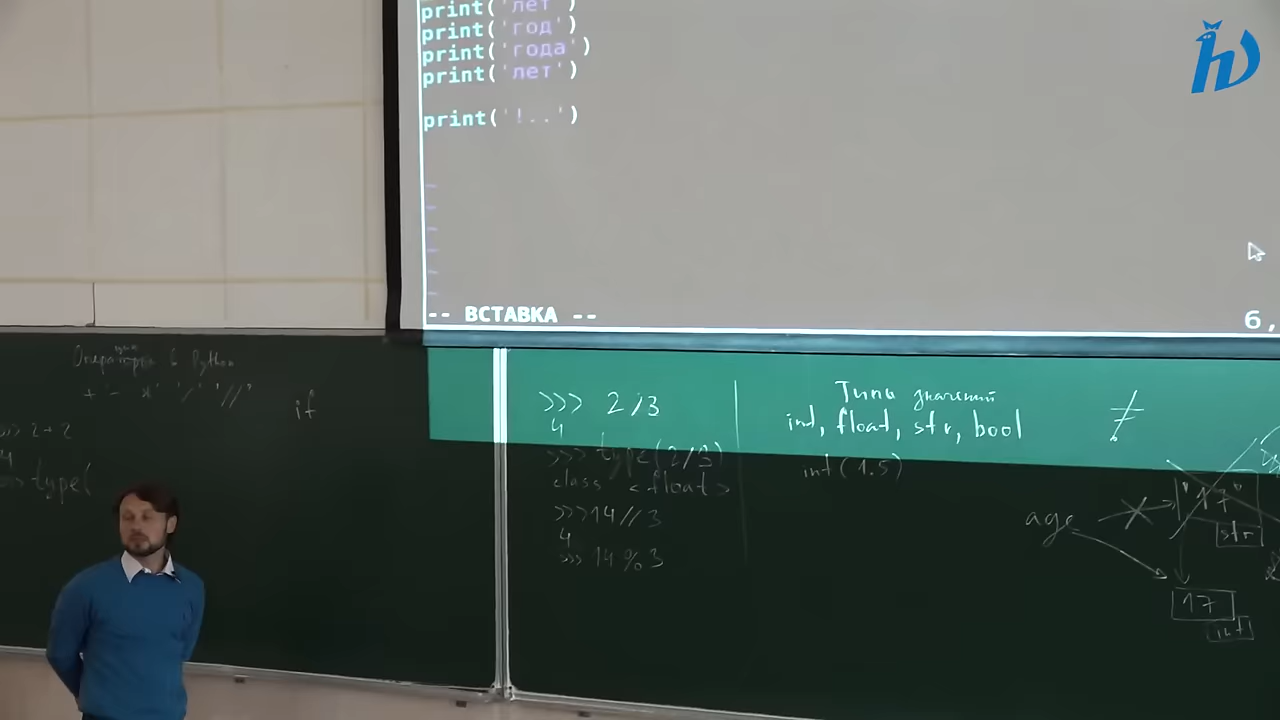 print('лет')
print('год')
print('года')
print('лет')
print('!..')
-- ВСТАВКА --
6,
в Python
+ - * '/' '//'
if
>>> 2+2
4
>>> type(
>>> 2/3
4
>>> type(2/3)
class <float>
>>> 14//3
4
>>> 14%3
Типы значений
int, float, str, bool
int(1.5)
≠
age
"17"
str
17
int